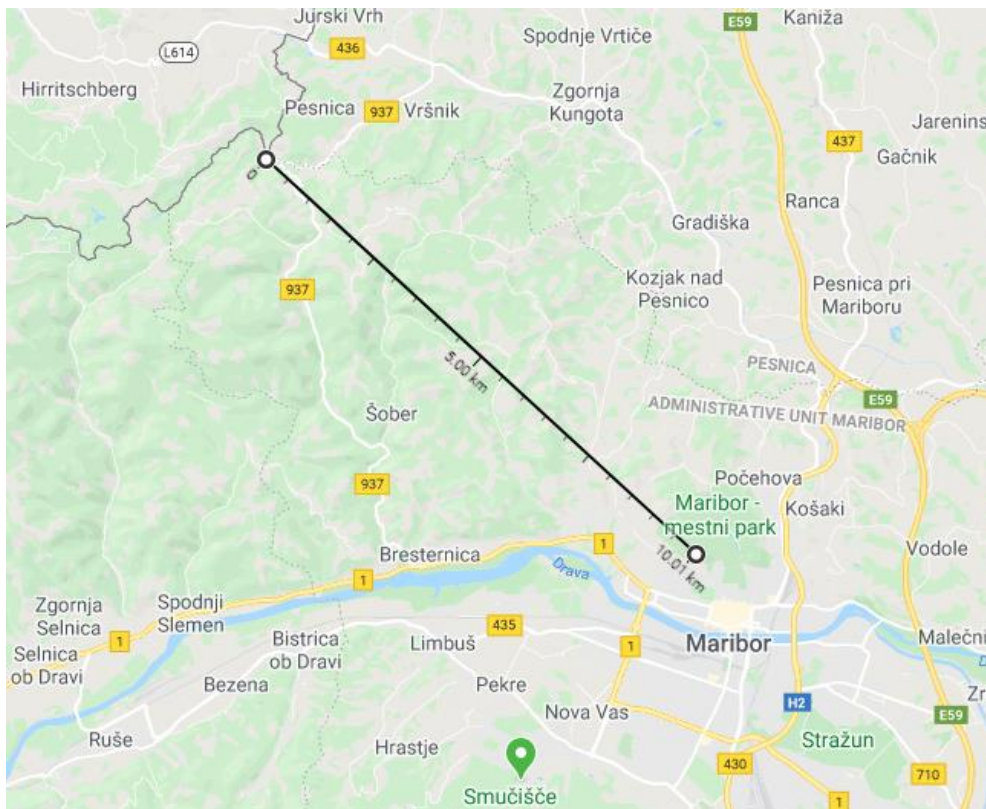 Jurski Vrh
E59
Kaniža
L614
436
Spodnje Vrtiče
Hirritschberg
Zgornja
Kungota
Pesnica
937
Vršnik
Jarenins
437
Gačnik
0
Ranca
Gradiška
937
Kozjak nad
Pesnico
Pesnica pri
Mariboru
5.00 km
PESNICA
E59
ADMINISTRATIVE UNIT MARIBOR
Šober
937
Počehova
Maribor -
mestni park
Košaki
1
10.01 km
Vodole
Bresternica
Drava
1
Zgornja
Selnica
Spodnji
Slemen
1
Selnica
ob Dravi
Bistrica
ob Dravi
Limbuš
435
1
Maribor
Malečni
Bezena
Pekre
Nova Vas
H2
E59
Ruše
Hrastje
Stražun
430
710
Smučišče
1